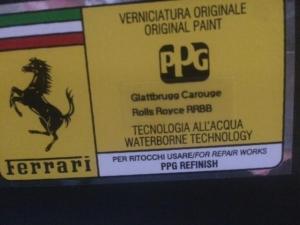 VERNICIATURA ORIGINALE
ORIGINAL PAINT
PPG
Glattbrugg Carouge
Rolls Royce RRBB
TECNOLOGIA ALL'ACQUA
WATERBORNE TECHNOLOGY
Ferrari
PER RITOCCHI USARE/FOR REPAIR WORKS
PPG REFINISH